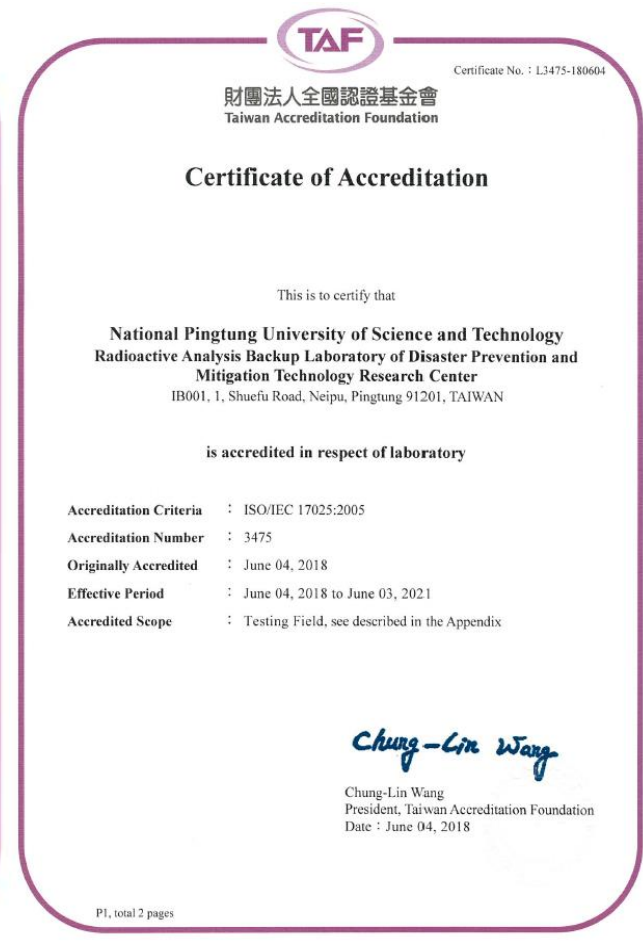 TAF
Certificate No.：L3475-180604
財團法人全國認證基金會
Taiwan Accreditation Foundation
Certificate of Accreditation
This is to certify that
National Pingtung University of Science and Technology
Radioactive Analysis Backup Laboratory of Disaster Prevention and
Mitigation Technology Research Center
IB001, 1, Shuefu Road, Neipu, Pingtung 91201, TAIWAN
is accredited in respect of laboratory
Accreditation Criteria ： ISO/IEC 17025:2005
Accreditation Number ： 3475
Originally Accredited ： June 04, 2018
Effective Period ： June 04, 2018 to June 03, 2021
Accredited Scope ： Testing Field, see described in the Appendix
Chung-Lin Wang
Chung-Lin Wang
President, Taiwan Accreditation Foundation
Date：June 04, 2018
P1, total 2 pages